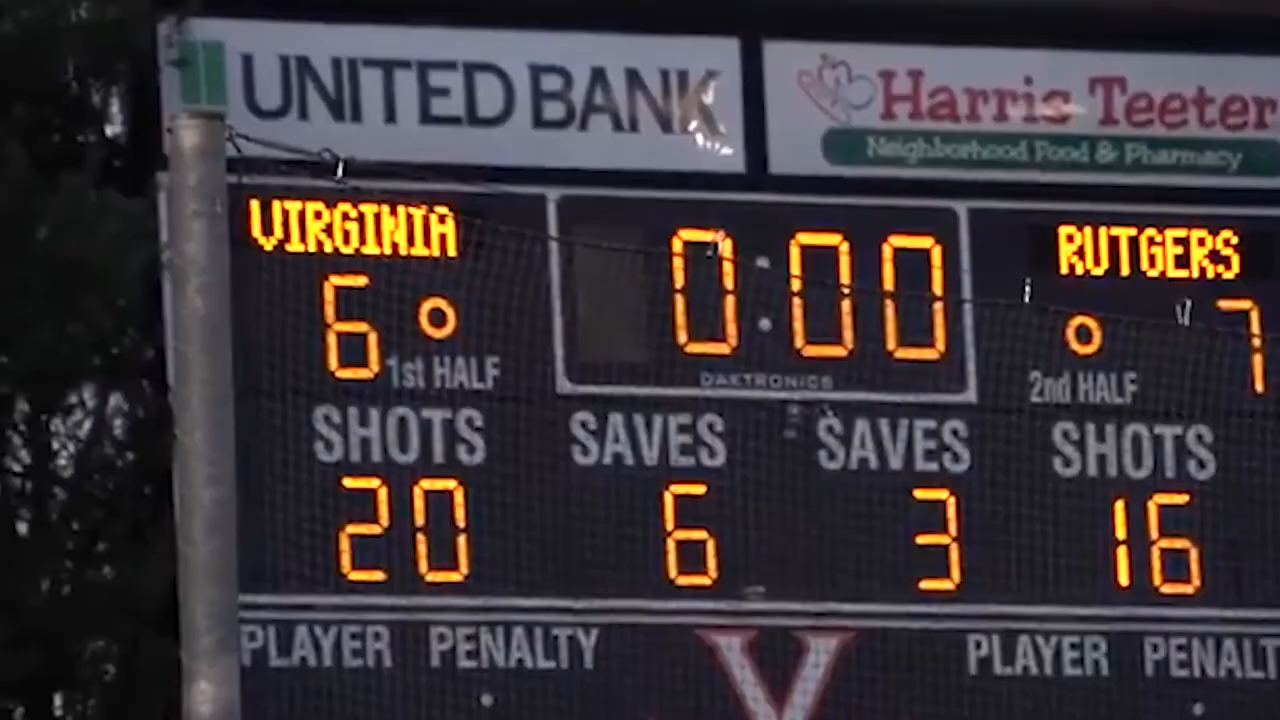 UNITED BANK
Harris Teeter
Neighborhood Food & Pharmacy
VIRGINIA 0:00 RUTGERS
6 7
1st HALF DAKTRONICS 2nd HALF
SHOTS SAVES SAVES SHOTS
20 6 3 16
PLAYER PENALTY V PLAYER PENALT